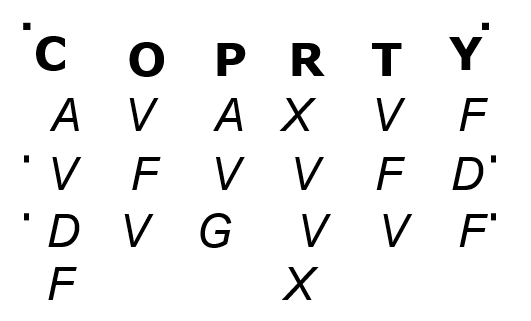 C O P R T Y
A V A X V F
V F V V F D
D V G V V F
F X